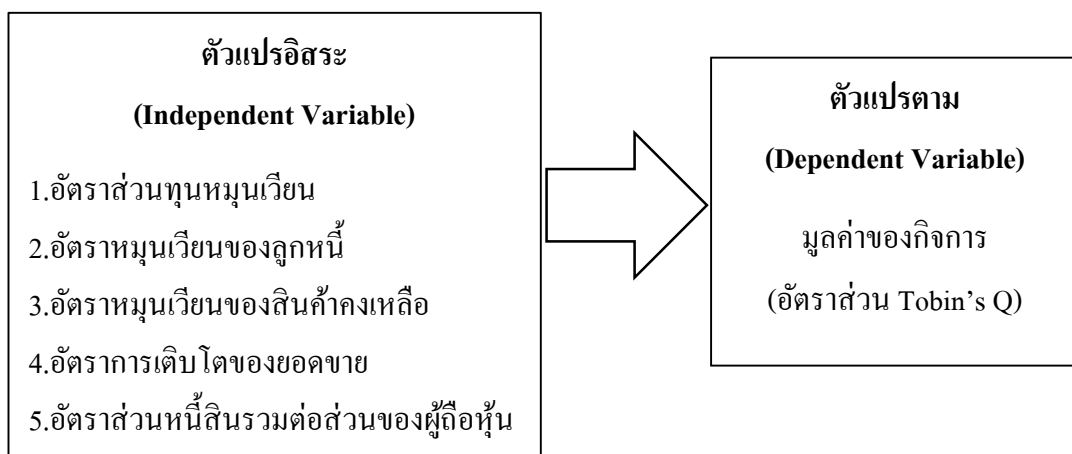 ตัวแปรอิสระ
(Independent Variable)
1.อัตราส่วนทุนหมุนเวียน
2.อัตราหมุนเวียนของลูกหนี้
3.อัตราหมุนเวียนของสินค้าคงเหลือ
4.อัตราการเติบโตของยอดขาย
5.อัตราส่วนหนี้สินรวมต่อส่วนของผู้ถือหุ้น
ตัวแปรตาม
(Dependent Variable)
มูลค่าของกิจการ
(อัตราส่วน Tobin’s Q)